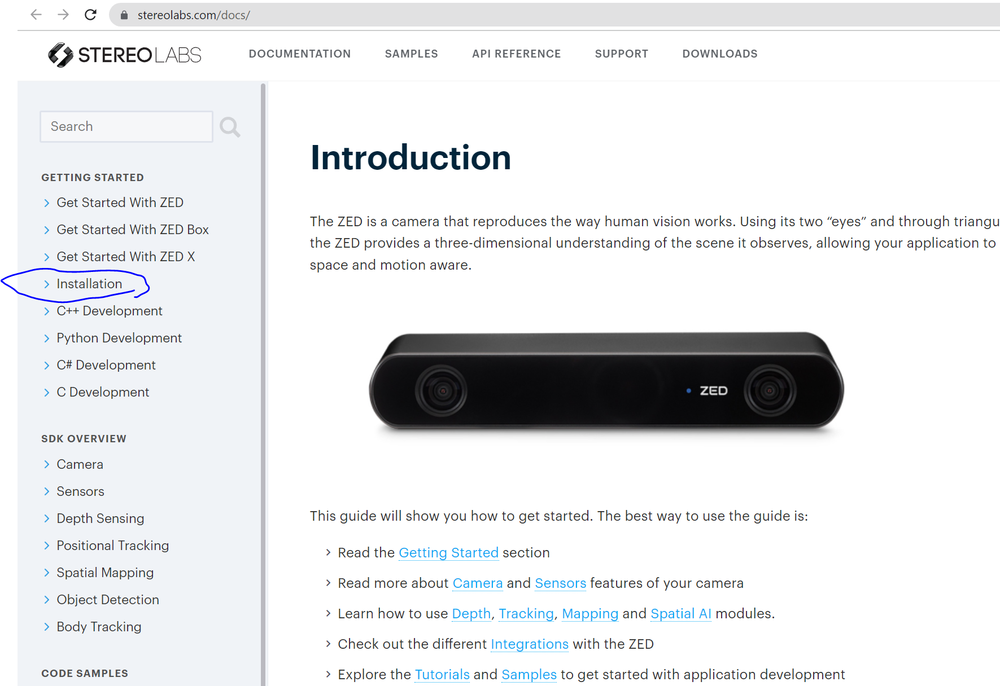 stereolabs.com/docs/
STEREOLABS
DOCUMENTATION SAMPLES API REFERENCE SUPPORT DOWNLOADS
Search
GETTING STARTED
Get Started With ZED
Get Started With ZED Box
Get Started With ZED X
Installation
C++ Development
Python Development
C# Development
C Development
SDK OVERVIEW
Camera
Sensors
Depth Sensing
Positional Tracking
Spatial Mapping
Object Detection
Body Tracking
CODE SAMPLES
Introduction
The ZED is a camera that reproduces the way human vision works. Using its two “eyes” and through triangu
the ZED provides a three-dimensional understanding of the scene it observes, allowing your application to
space and motion aware.
ZED
This guide will show you how to get started. The best way to use the guide is:
Read the Getting Started section
Read more about Camera and Sensors features of your camera
Learn how to use Depth, Tracking, Mapping and Spatial AI modules.
Check out the different Integrations with the ZED
Explore the Tutorials and Samples to get started with application development